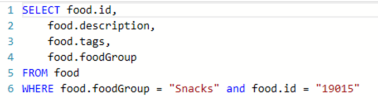 1 SELECT food.id,
2 food.description,
3 food.tags,
4 food.foodGroup
5 FROM food
6 WHERE food.foodGroup = "Snacks" and food.id = "19015"